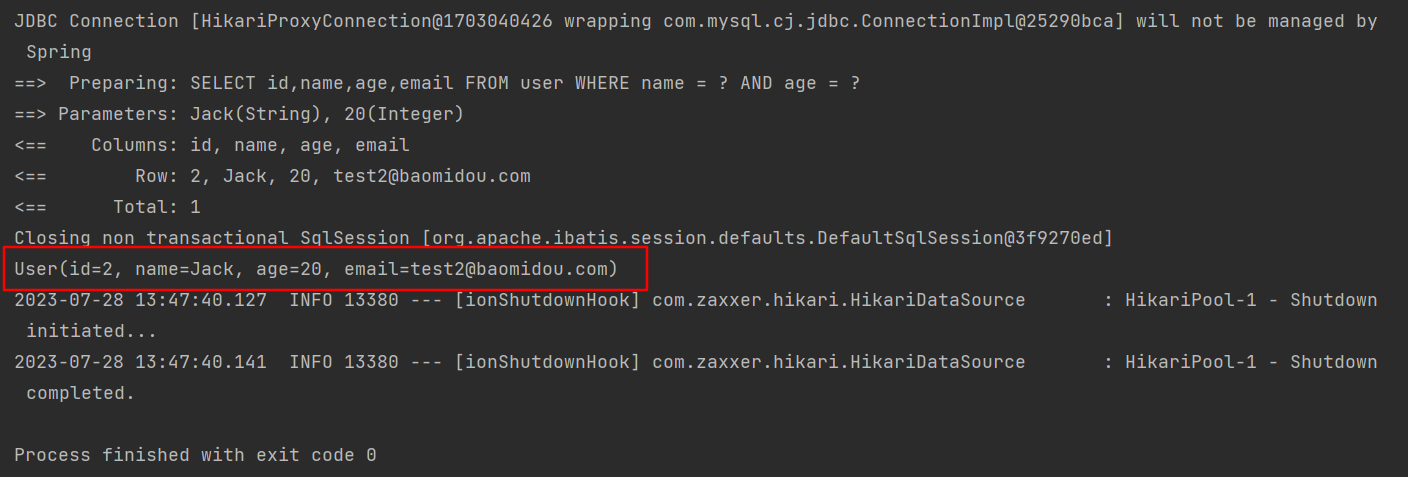 JDBC Connection [HikariProxyConnection@1703040426 wrapping com.mysql.cj.jdbc.ConnectionImpl@25290bca] will not be managed by
 Spring
==>  Preparing: SELECT id,name,age,email FROM user WHERE name = ? AND age = ?
==> Parameters: Jack(String), 20(Integer)
<==    Columns: id, name, age, email
<==        Row: 2, Jack, 20, test2@baomidou.com
<==      Total: 1
Closing non transactional SqlSession [org.apache.ibatis.session.defaults.DefaultSqlSession@3f9270ed]
User(id=2, name=Jack, age=20, email=test2@baomidou.com)
2023-07-28 13:47:40.127  INFO 13380 --- [ionShutdownHook] com.zaxxer.hikari.HikariDataSource       : HikariPool-1 - Shutdown
 initiated...
2023-07-28 13:47:40.141  INFO 13380 --- [ionShutdownHook] com.zaxxer.hikari.HikariDataSource       : HikariPool-1 - Shutdown
 completed.
Process finished with exit code 0